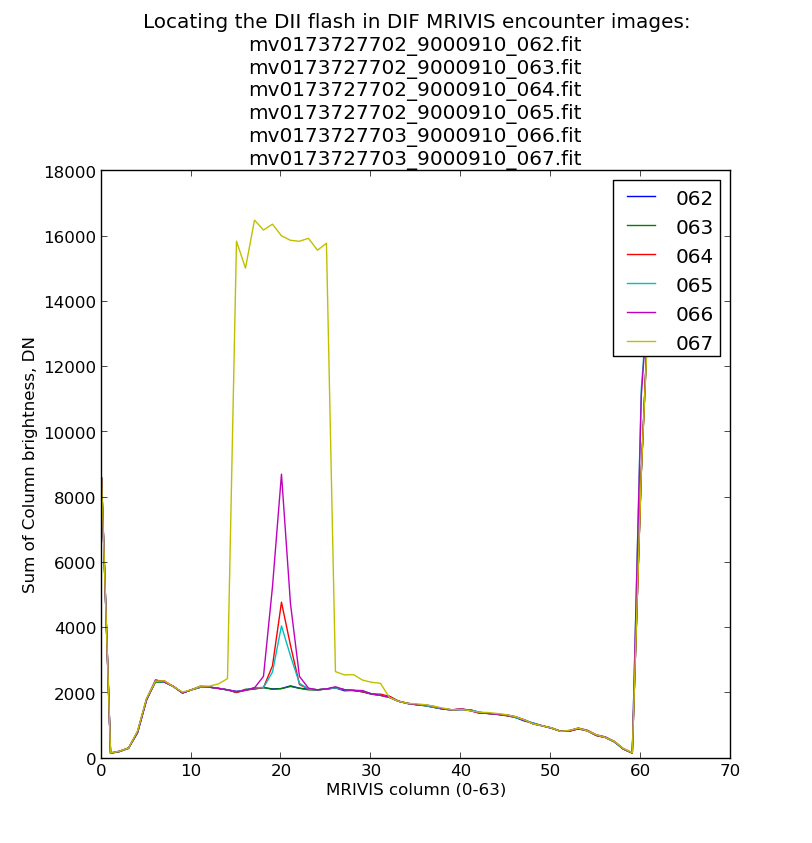 Locating the DII flash in DIF MRIVIS encounter images:
mv0173727702_9000910_062.fit
mv0173727702_9000910_063.fit
mv0173727702_9000910_064.fit
mv0173727702_9000910_065.fit
mv0173727703_9000910_066.fit
mv0173727703_9000910_067.fit
18000
16000
14000
12000
10000
8000
6000
4000
2000
0
Sum of Column brightness, DN
062
063
064
065
066
067
0 10 20 30 40 50 60 70
MRIVIS column (0-63)